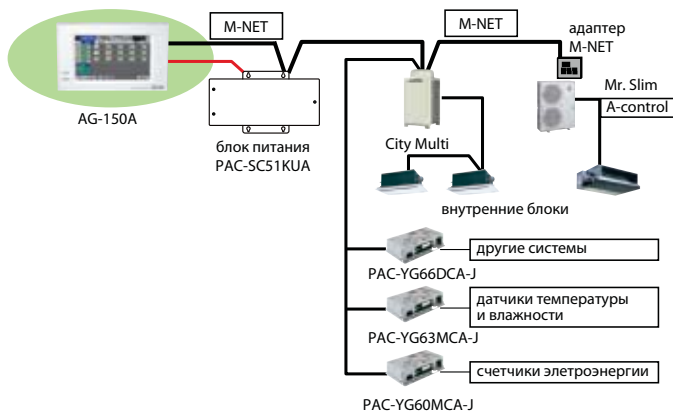 M-NET
M-NET
адаптер
M-NET
AG-150A
блок питания
PAC-SC51KUA
City Multi
Mr. Slim
A-control
внутренние блоки
другие системы
PAC-YG66DCA-J
датчики температуры
и влажности
PAC-YG63MCA-J
счетчики элетроэнергии
PAC-YG60MCA-J